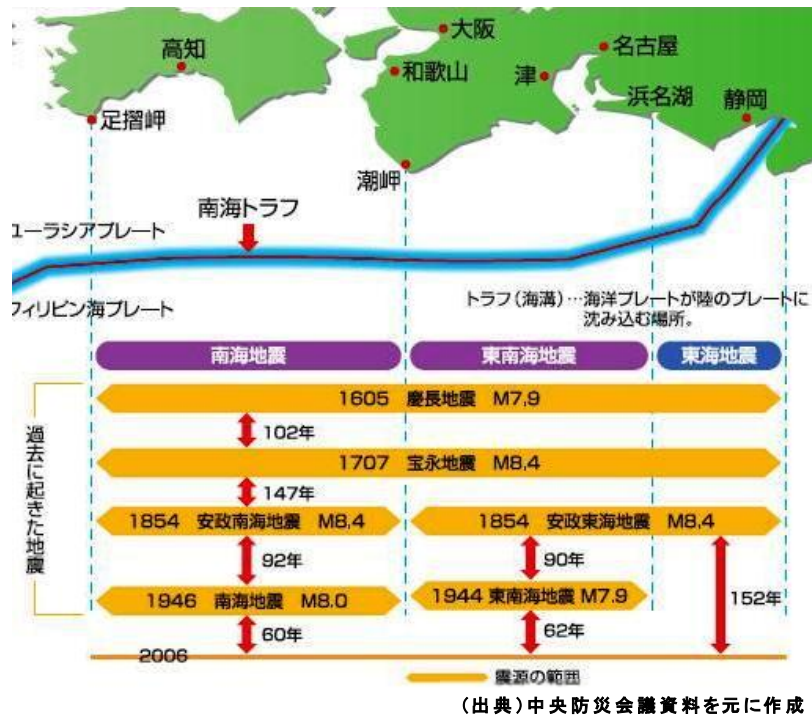 大阪
高知
和歌山
津
名古屋
足摺岬
浜名湖
静岡
潮岬
南海トラフ
ユーラシアプレート
フィリピン海プレート
トラフ(海溝)…海洋プレートが陸のプレートに
沈み込む場所。
南海地震
東南海地震
東海地震
過去に起きた地震
1605 慶長地震 M7,9
102年
1707 宝永地震 M8,4
147年
1854 安政南海地震 M8,4
1854 安政東海地震 M8,4
92年
90年
152年
1946 南海地震 M8.0
1944 東南海地震 M7.9
60年
62年
2006
震源の範囲
(出典)中央防災会議資料を元に作成